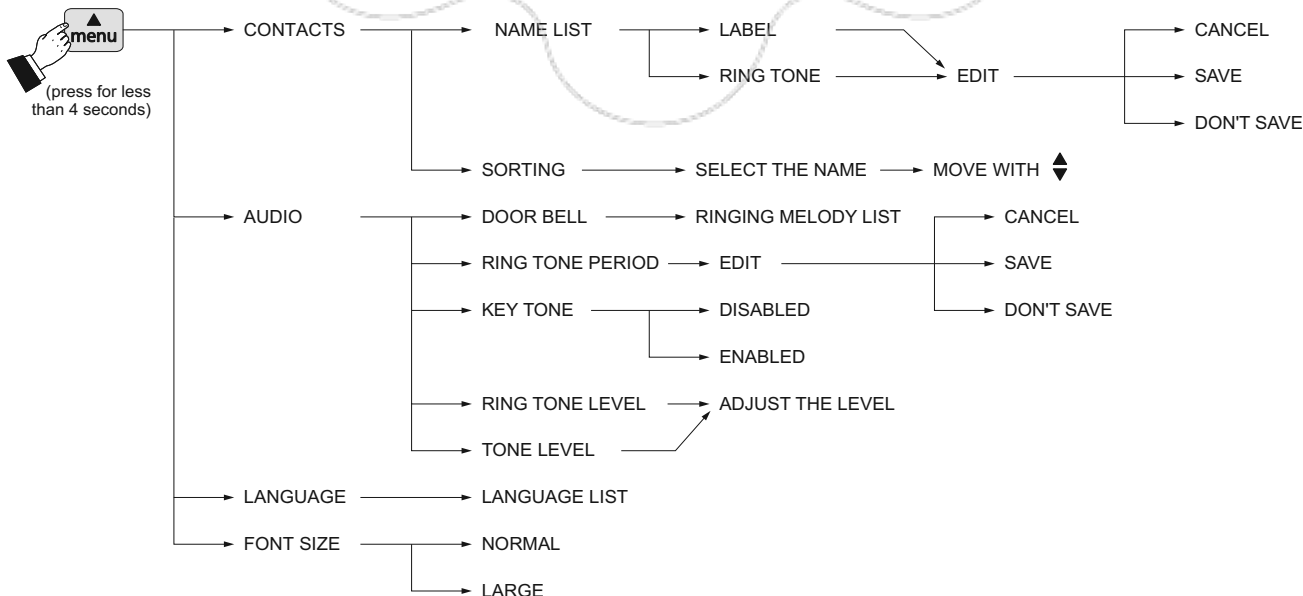 menu
(press for less
than 4 seconds)
CONTACTS NAME LIST LABEL CANCEL
RING TONE EDIT SAVE
DON'T SAVE
SORTING SELECT THE NAME MOVE WITH
AUDIO DOOR BELL RINGING MELODY LIST CANCEL
RING TONE PERIOD EDIT SAVE
KEY TONE DISABLED DON'T SAVE
ENABLED
RING TONE LEVEL ADJUST THE LEVEL
TONE LEVEL
LANGUAGE LANGUAGE LIST
FONT SIZE NORMAL
LARGE